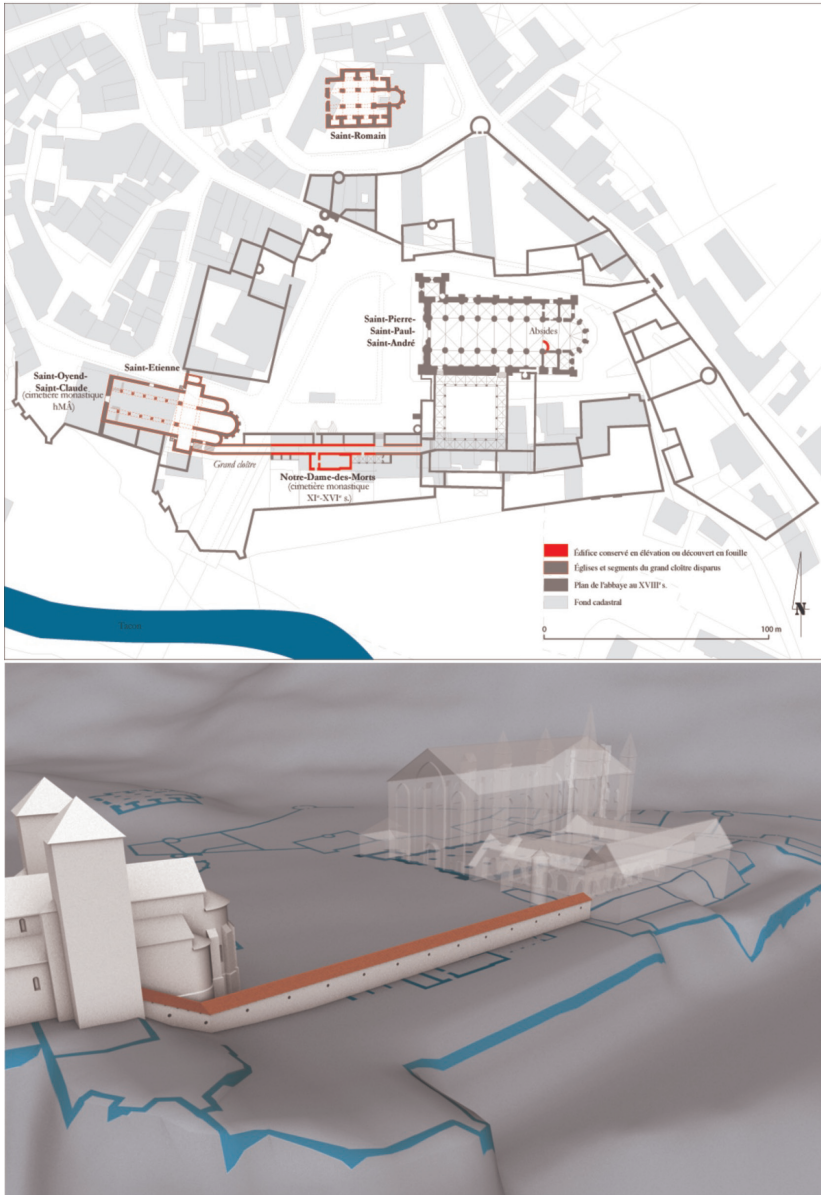 Saint-Romain
Saint-Pierre-
Saint-Paul-
Saint-André
Absides
Saint-Etienne
Saint-Oyend-
Saint-Claude
(cimetière monastique
hMÂ)
Grand cloître
Notre-Dame-des-Morts
(cimetière monastique
XIᵉ-XVIᵉ s.)
Édifice conservé en élévation ou découvert en fouille
Églises et segments du grand cloître disparus
Plan de l'abbaye au XVIIIᵉ s.
Fond cadastral
N
0
100 m